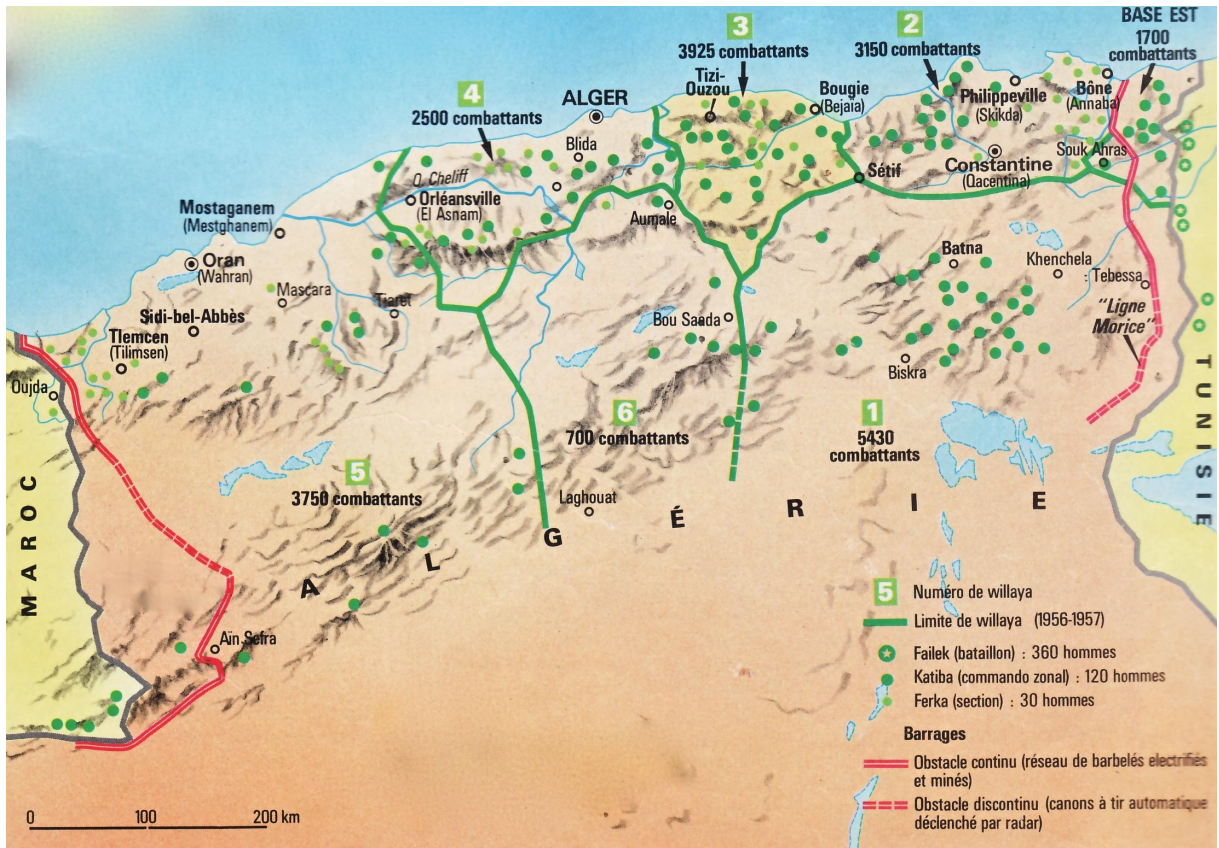 BASE EST
1700
combattants
3
3925 combattants
2
3150 combattants
4
2500 combattants
ALGER
Tizi-
Ouzou
Bougie
(Bejaïa)
Philippeville
(Skikda)
Bône
(Annaba)
Blida
Souk Ahras
Constantine
(Qacentina)
Sétif
O. Cheliff
Orléansville
(El Asnam)
Aumale
Mostaganem
(Mestghanem)
Oran
(Wahran)
Mascara
Tiaret
Batna
Khenchela
Tebessa
"Ligne
Morice"
Sidi-bel-Abbès
Tlemcen
(Tilimsen)
Oujda
Bou Saada
Biskra
6
700 combattants
1
5430
combattants
5
3750 combattants
Laghouat
Aïn Sefra
MAROC
ALGÉRIE
TUNISIE
5 Numéro de willaya
Limite de willaya (1956-1957)
Failek (bataillon) : 360 hommes
Katiba (commando zonal) : 120 hommes
Ferka (section) : 30 hommes
Barrages
Obstacle continu (réseau de barbelés electrifiés
et minés)
Obstacle discontinu (canons à tir automatique
déclenché par radar)
0 100 200 km